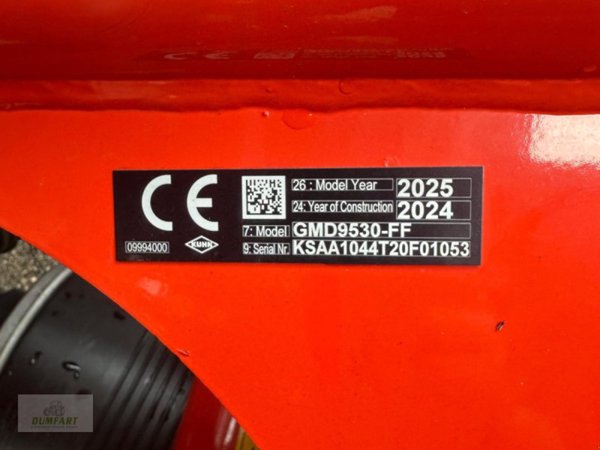 CE
26 : Model Year 2025
24: Year of Construction 2024
7: Model GMD9530-FF
9: Serial Nr. KSAA1044T20F01053
09994000
KUHN
DUMFART